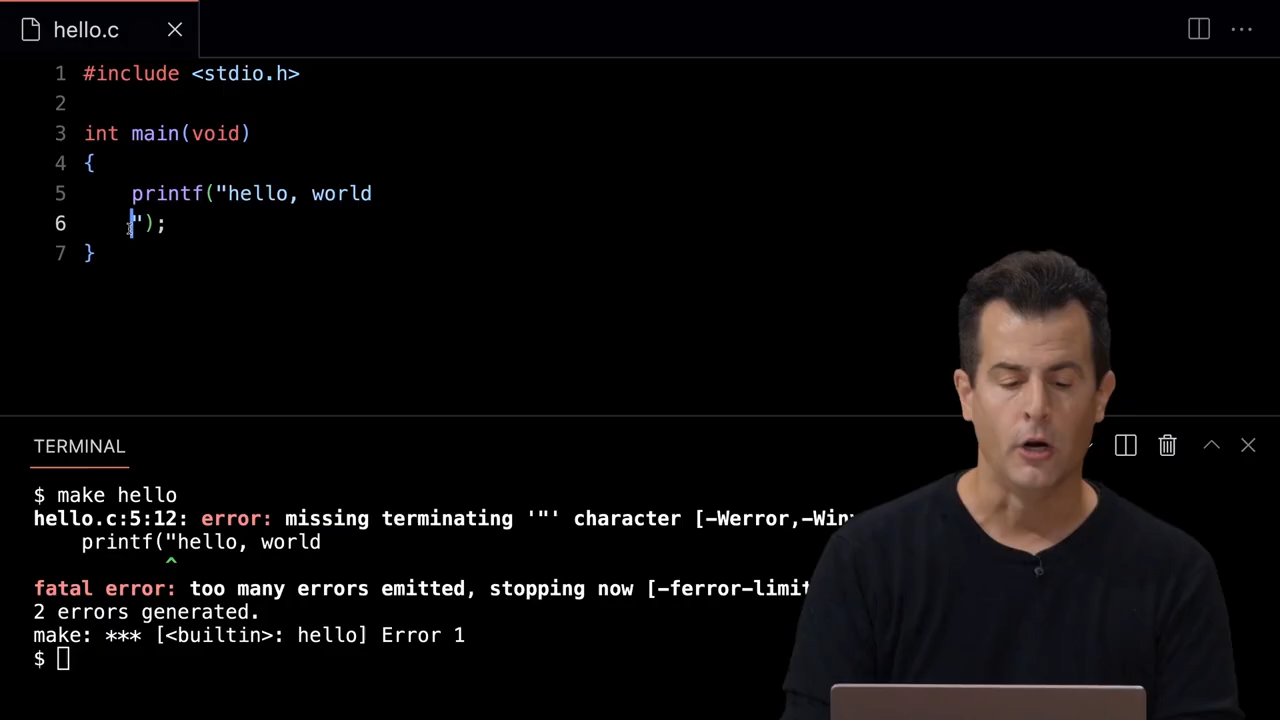 hello.c
1 #include <stdio.h>
2
3 int main(void)
4 {
5     printf("hello, world
6     ");
7 }
TERMINAL
$ make hello
hello.c:5:12: error: missing terminating '"' character [-Werror,-Winv
    printf("hello, world
           ^
fatal error: too many errors emitted, stopping now [-ferror-limit
2 errors generated.
make: *** [<builtin>: hello] Error 1
$